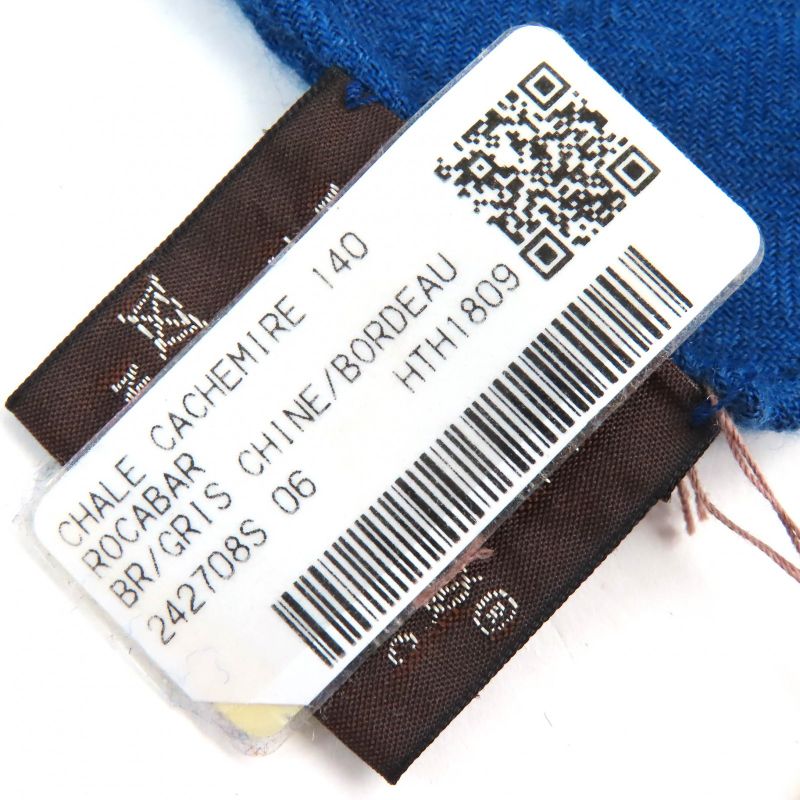 CHALE CACHEMIRE 140
ROCABAR
BR/GRIS CHINE/BORDEAU
242708S 06
HTH1809